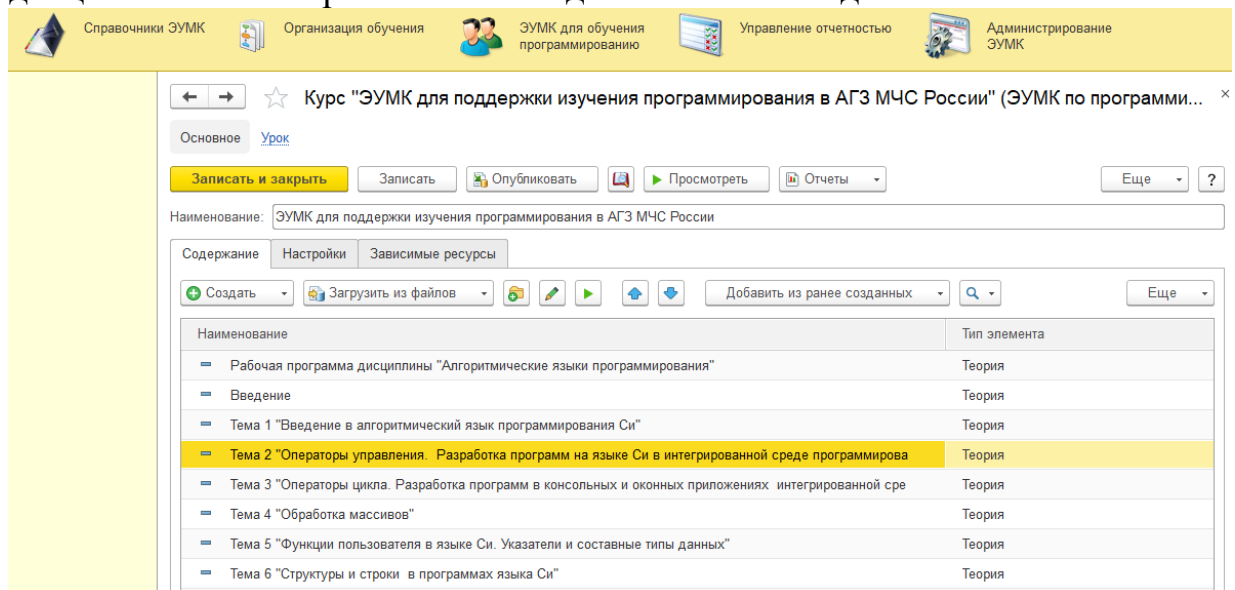 Справочники ЭУМК
Организация обучения
ЭУМК для обучения
программированию
Управление отчетностью
Администрирование
ЭУМК
Курс "ЭУМК для поддержки изучения программирования в АГЗ МЧС России" (ЭУМК по программи... ×
Основное Урок
Записать и закрыть Записать Опубликовать Просмотреть Отчеты Еще ?
Наименование: ЭУМК для поддержки изучения программирования в АГЗ МЧС России
Содержание Настройки Зависимые ресурсы
Создать Загрузить из файлов Добавить из ранее созданных Еще
Наименование Тип элемента
Рабочая программа дисциплины "Алгоритмические языки программирования" Теория
Введение Теория
Тема 1 "Введение в алгоритмический язык программирования Си" Теория
Тема 2 "Операторы управления. Разработка программ на языке Си в интегрированной среде программирова Теория
Тема 3 "Операторы цикла. Разработка программ в консольных и оконных приложениях интегрированной сре Теория
Тема 4 "Обработка массивов" Теория
Тема 5 "Функции пользователя в языке Си. Указатели и составные типы данных" Теория
Тема 6 "Структуры и строки в программах языка Си" Теория